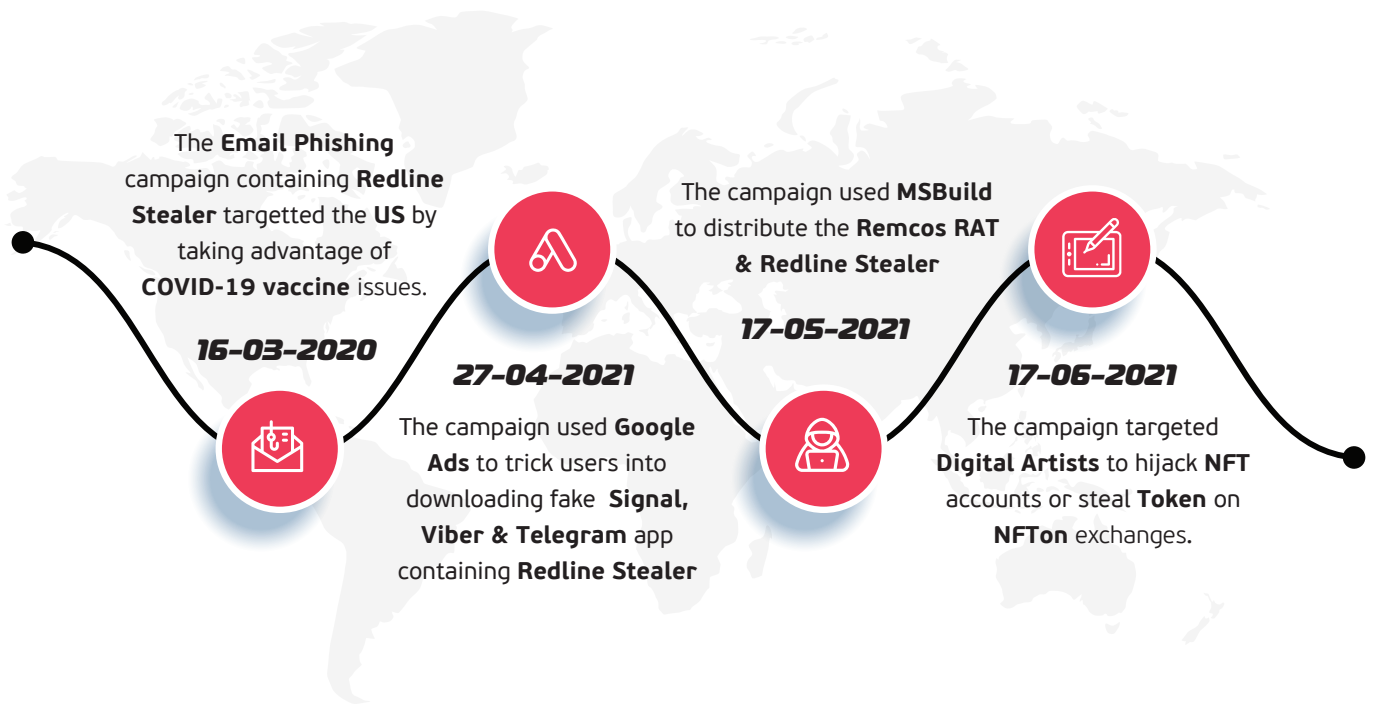 The Email Phishing
campaign containing Redline
Stealer targetted the US by
taking advantage of
COVID-19 vaccine issues.
16-03-2020
27-04-2021
The campaign used Google
Ads to trick users into
downloading fake Signal,
Viber & Telegram app
containing Redline Stealer
The campaign used MSBuild
to distribute the Remcos RAT
& Redline Stealer
17-05-2021
17-06-2021
The campaign targeted
Digital Artists to hijack NFT
accounts or steal Token on
NFTon exchanges.